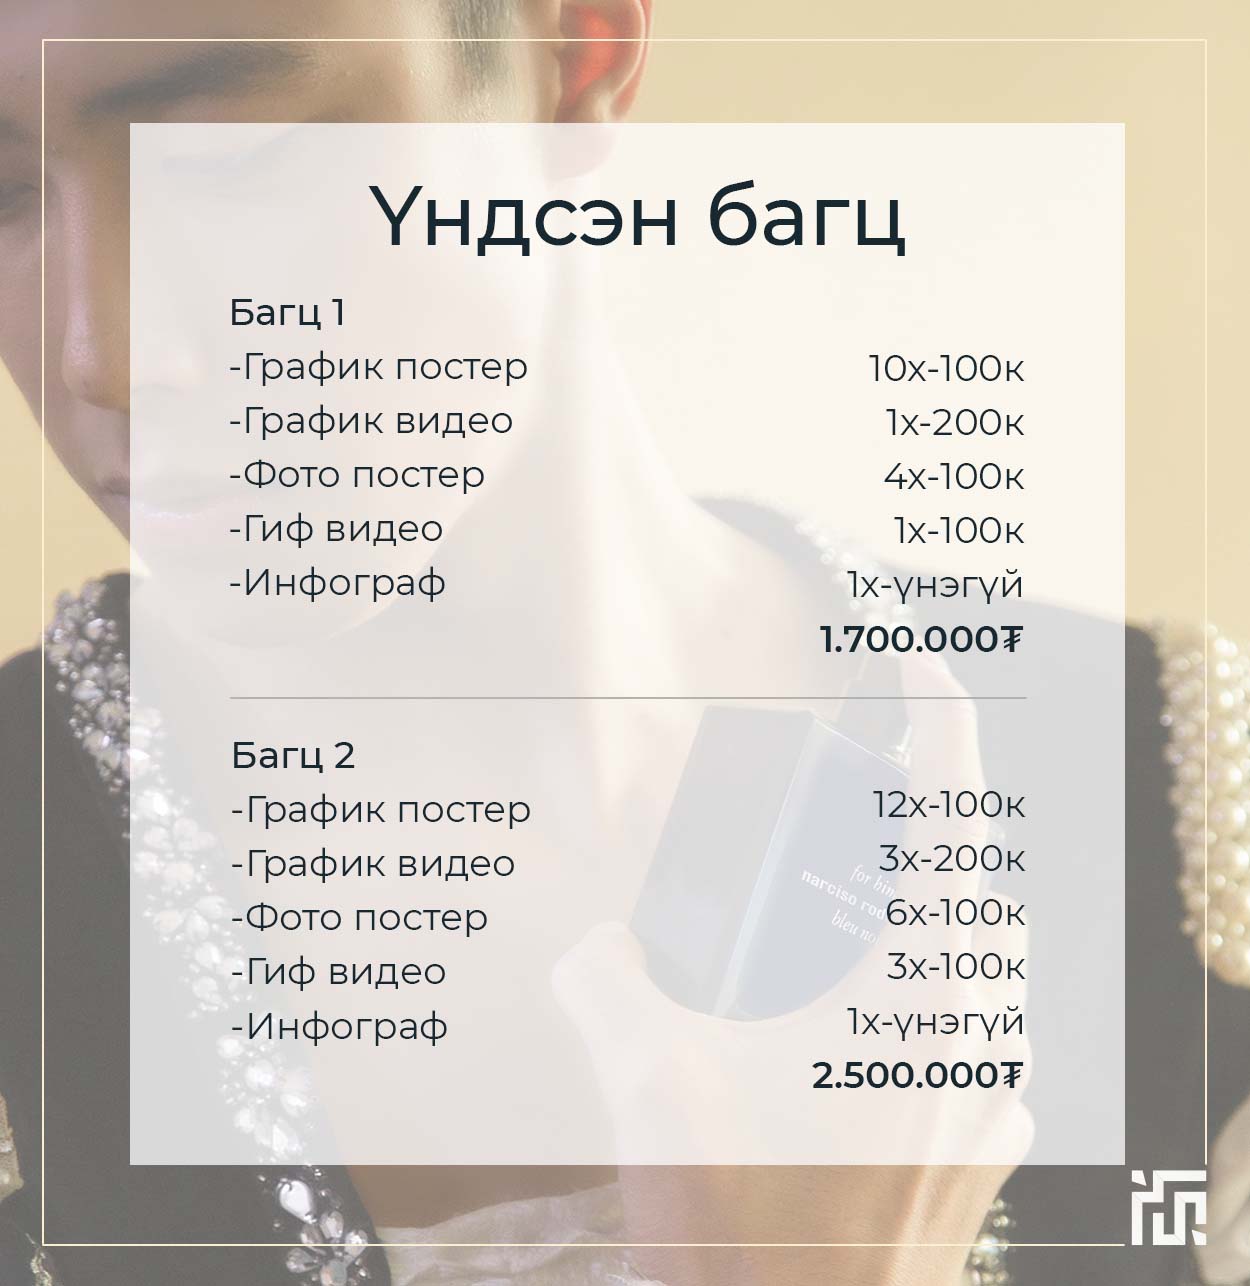 Үндсэн багц
Багц 1
-График постер 10х-100к
-График видео 1х-200к
-Фото постер 4х-100к
-Гиф видео 1х-100к
-Инфограф 1х-үнэгүй
1.700.000₮
Багц 2
-График постер 12х-100к
-График видео 3х-200к
-Фото постер 6х-100к
-Гиф видео 3х-100к
-Инфограф 1х-үнэгүй
2.500.000₮
for him
narciso
bleu